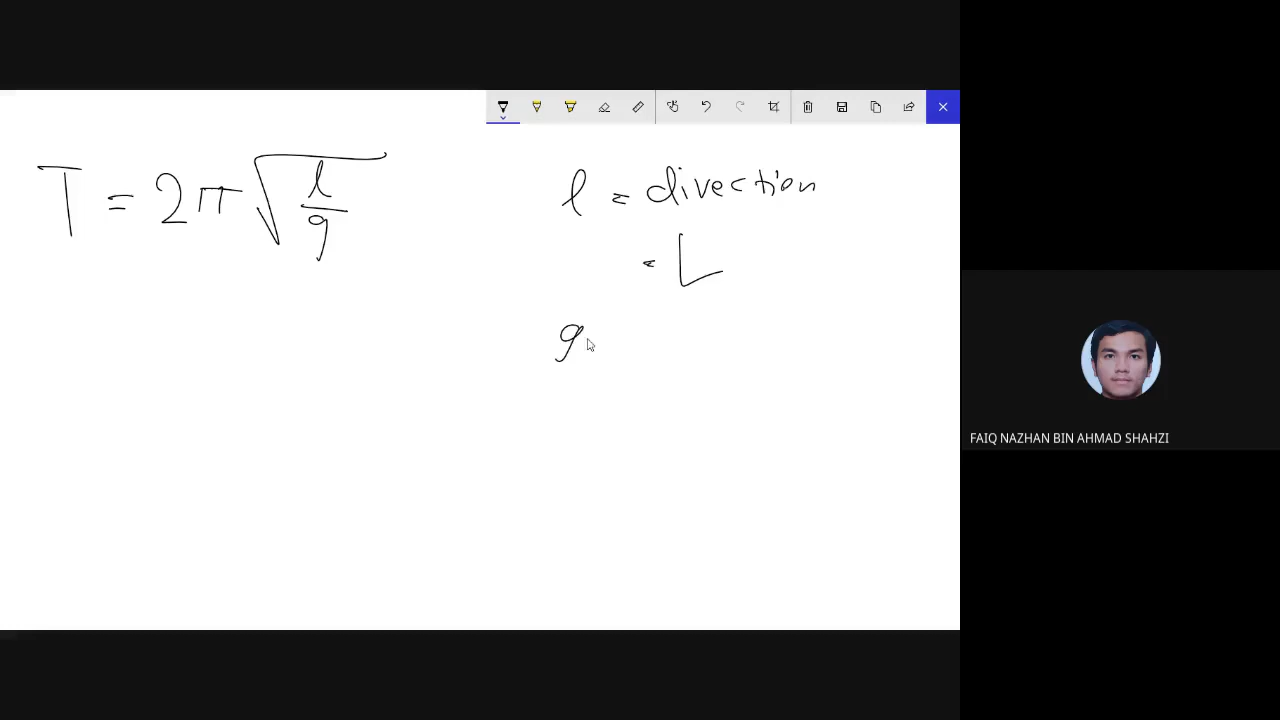 T = 2π√(l/g)
l = direction
= L
g
FAIQ NAZHAN BIN AHMAD SHAHZI